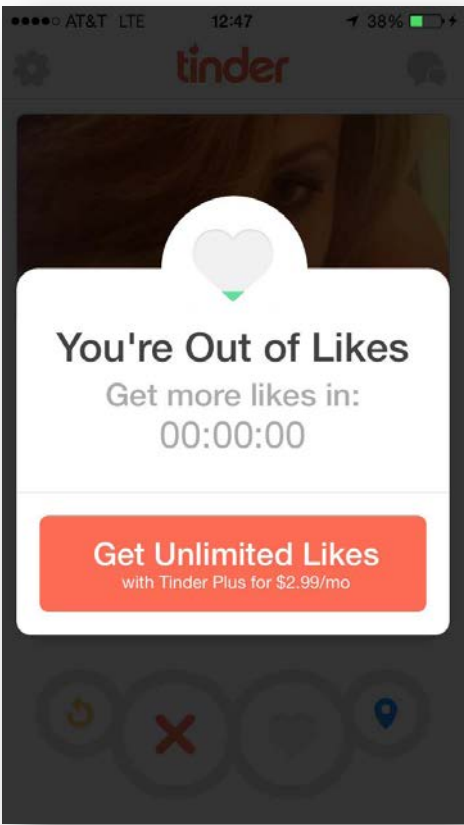 AT&T LTE 12:47 38%
tinder
You're Out of Likes
Get more likes in:
00:00:00
Get Unlimited Likes
with Tinder Plus for $2.99/mo